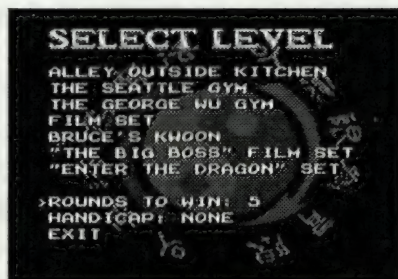 SELECT LEVEL
ALLEY OUTSIDE KITCHEN
THE SEATTLE GYM
THE GEORGE WU GYM
FILM SET
BRUCE'S KWOON
"THE BIG BOSS" FILM SET
"ENTER THE DRAGON" SET
>ROUNDS TO WIN: 5
HANDICAP: NONE
EXIT